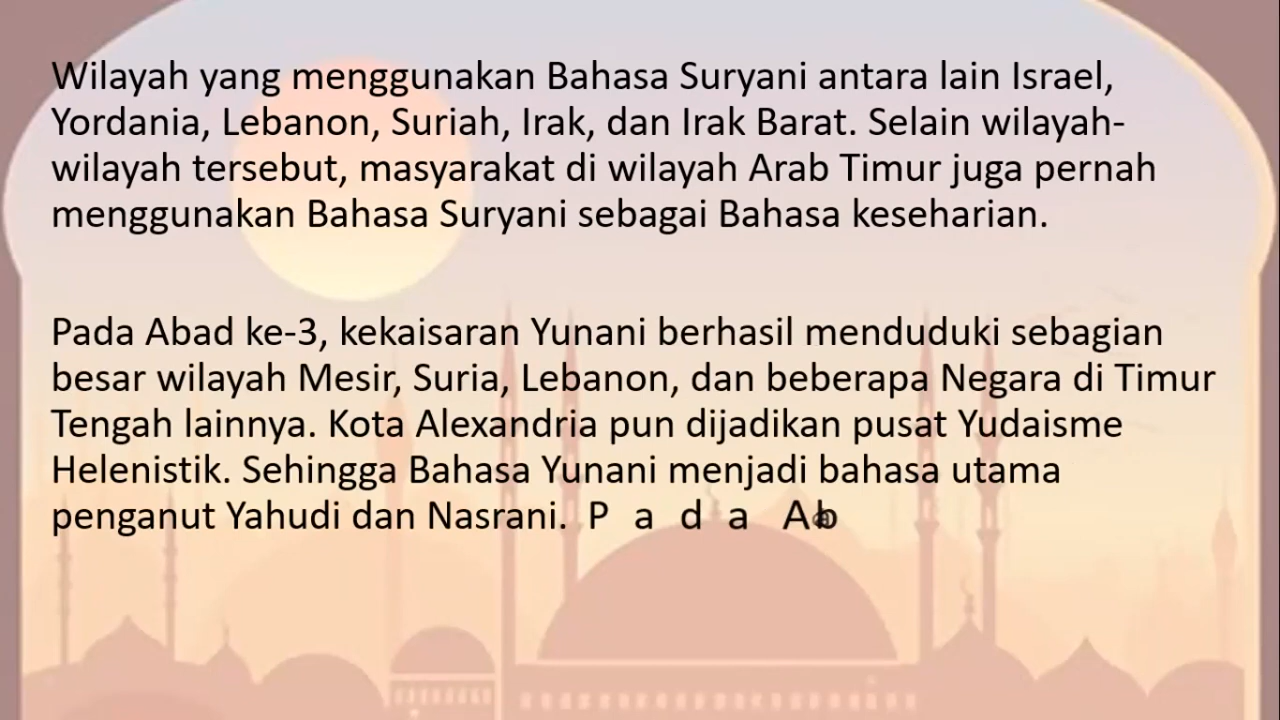 Wilayah yang menggunakan Bahasa Suryani antara lain Israel,
Yordania, Lebanon, Suriah, Irak, dan Irak Barat. Selain wilayah-
wilayah tersebut, masyarakat di wilayah Arab Timur juga pernah
menggunakan Bahasa Suryani sebagai Bahasa keseharian.
Pada Abad ke-3, kekaisaran Yunani berhasil menduduki sebagian
besar wilayah Mesir, Suria, Lebanon, dan beberapa Negara di Timur
Tengah lainnya. Kota Alexandria pun dijadikan pusat Yudaisme
Helenistik. Sehingga Bahasa Yunani menjadi bahasa utama
penganut Yahudi dan Nasrani. P a d a